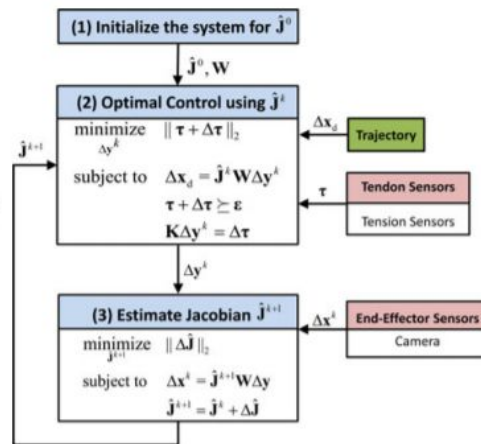 (1) Initialize the system for Ĵ⁰
Ĵ⁰, W
(2) Optimal Control using Ĵᵏ
minimize ‖ τ + Δτ ‖₂
Δyᵏ
subject to Δx_d = ĴᵏWΔyᵏ
τ + Δτ ⪰ ε
KΔyᵏ = Δτ
Ĵᵏ⁺¹
Δx_d
Trajectory
τ
Tendon Sensors
Tension Sensors
Δyᵏ
(3) Estimate Jacobian Ĵᵏ⁺¹
minimize ‖ ΔĴ ‖₂
Ĵᵏ⁺¹
subject to Δxᵏ = Ĵᵏ⁺¹WΔy
Ĵᵏ⁺¹ = Ĵᵏ + ΔĴ
Δxᵏ
End-Effector Sensors
Camera